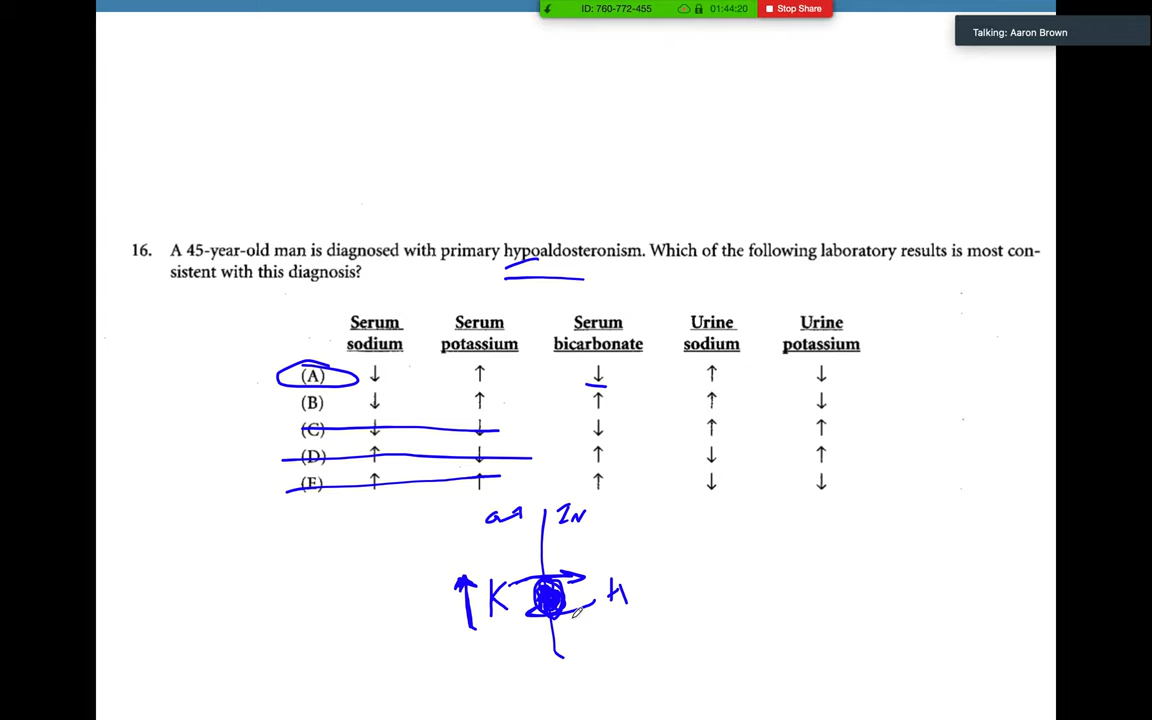 ID: 760-772-455 01:44:20 Stop Share
Talking: Aaron Brown
16. A 45-year-old man is diagnosed with primary hypoaldosteronism. Which of the following laboratory results is most con-
sistent with this diagnosis?
Serum Serum Serum Urine Urine
sodium potassium bicarbonate sodium potassium
(A) ↓ ↑ ↓ ↑ ↓
(B) ↓ ↑ ↑ ↑ ↓
(C) ↓ ↓ ↓ ↑ ↑
(D) ↑ ↓ ↑ ↓ ↑
(E) ↑ ↑ ↑ ↓ ↓
out IN
↑ K H